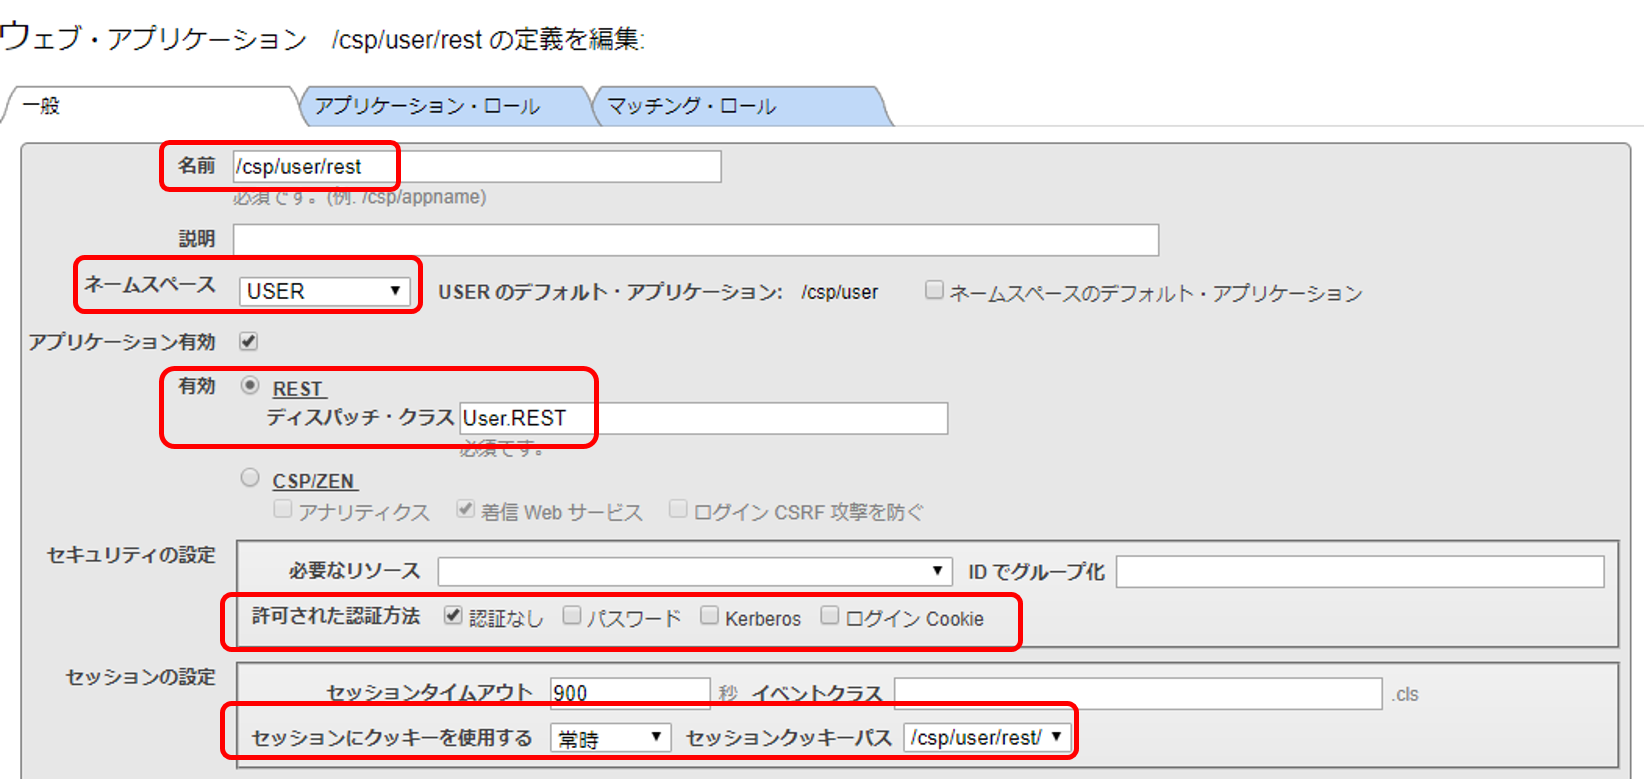 ウェブ・アプリケーション /csp/user/rest の定義を編集:
一般 アプリケーション・ロール マッチング・ロール
名前 /csp/user/rest
必須です。(例. /csp/appname)
説明
ネームスペース USER USER のデフォルト・アプリケーション: /csp/user ネームスペースのデフォルト・アプリケーション
アプリケーション有効
有効 REST
ディスパッチ・クラス User.REST
必須です。
CSP/ZEN
アナリティクス 着信 Web サービス ログイン CSRF 攻撃を防ぐ
セキュリティの設定
必要なリソース ID でグループ化
許可された認証方法 認証なし パスワード Kerberos ログイン Cookie
セッションの設定
セッションタイムアウト 900 秒 イベントクラス .cls
セッションにクッキーを使用する 常時 セッションクッキーパス /csp/user/rest/